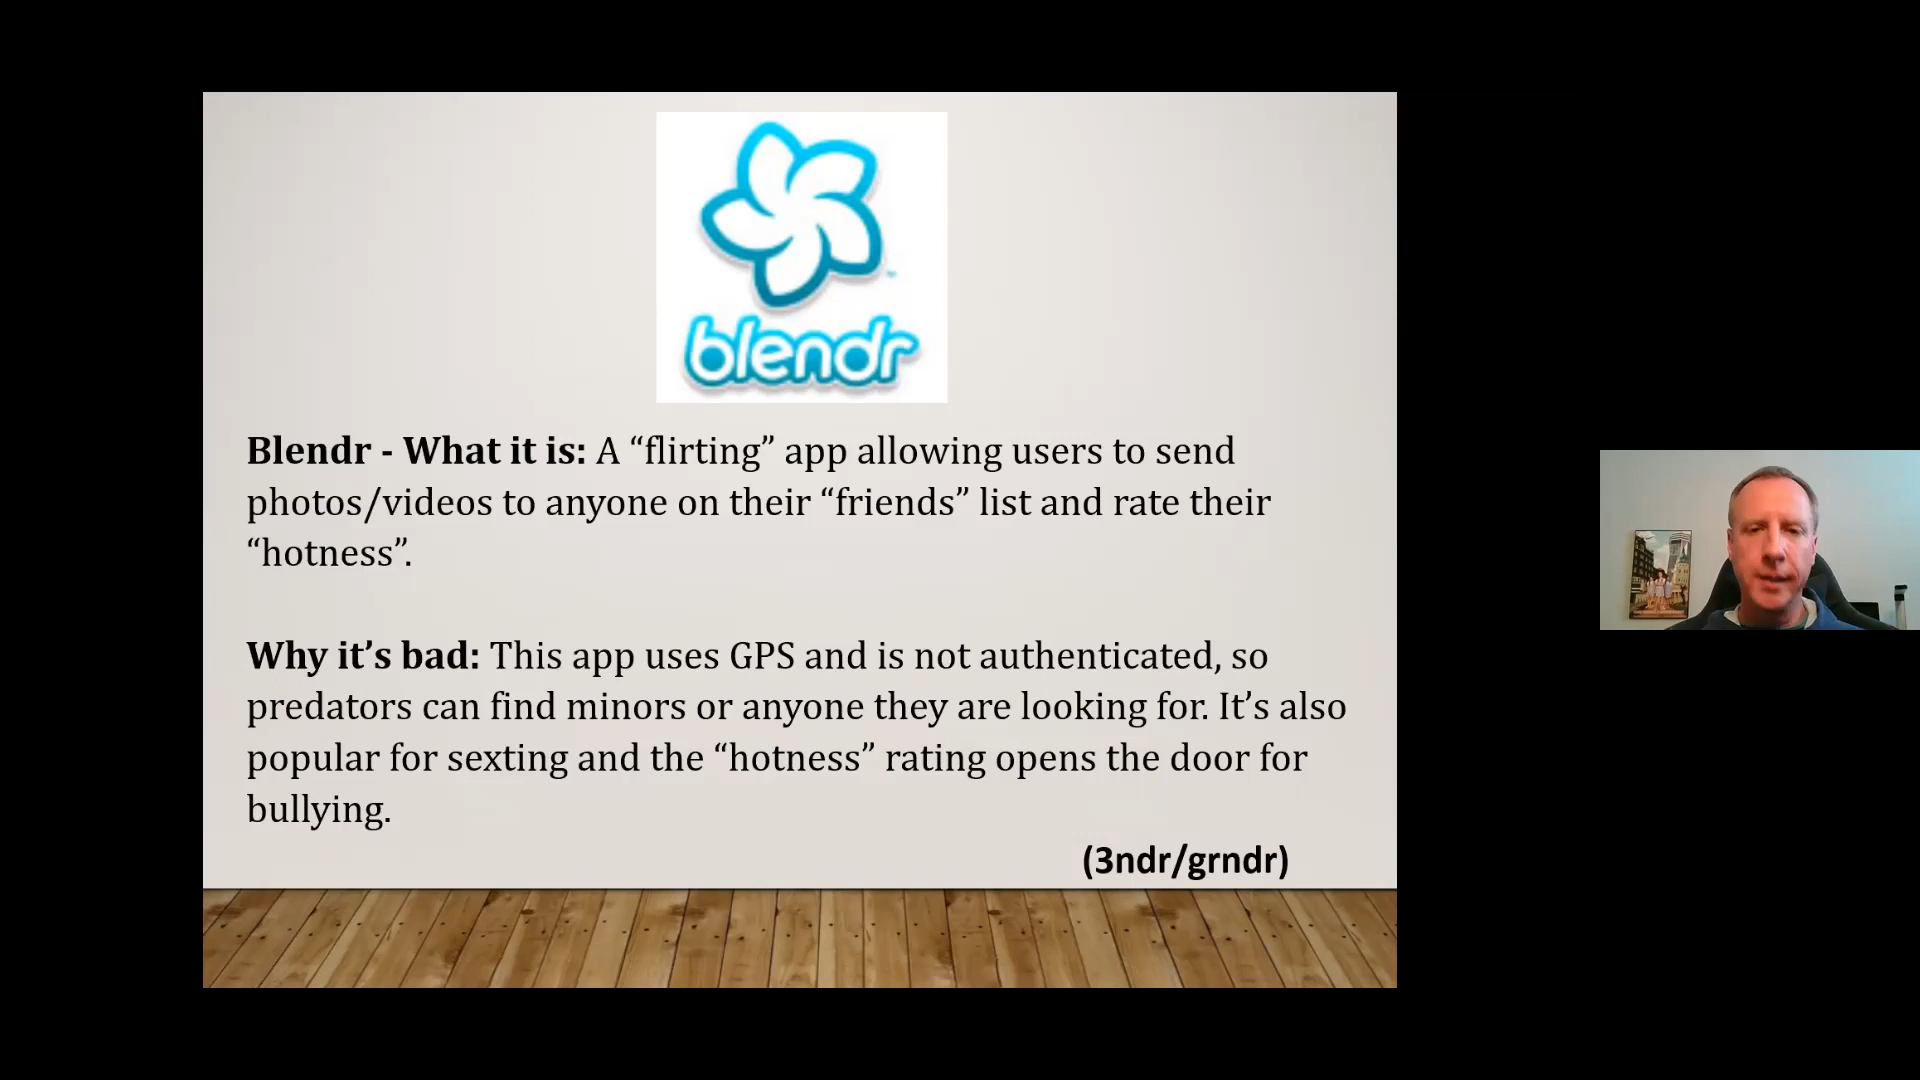 blendr
Blendr - What it is: A “flirting” app allowing users to send
photos/videos to anyone on their “friends” list and rate their
“hotness”.
Why it’s bad: This app uses GPS and is not authenticated, so
predators can find minors or anyone they are looking for. It’s also
popular for sexting and the “hotness” rating opens the door for
bullying.
(3ndr/grndr)